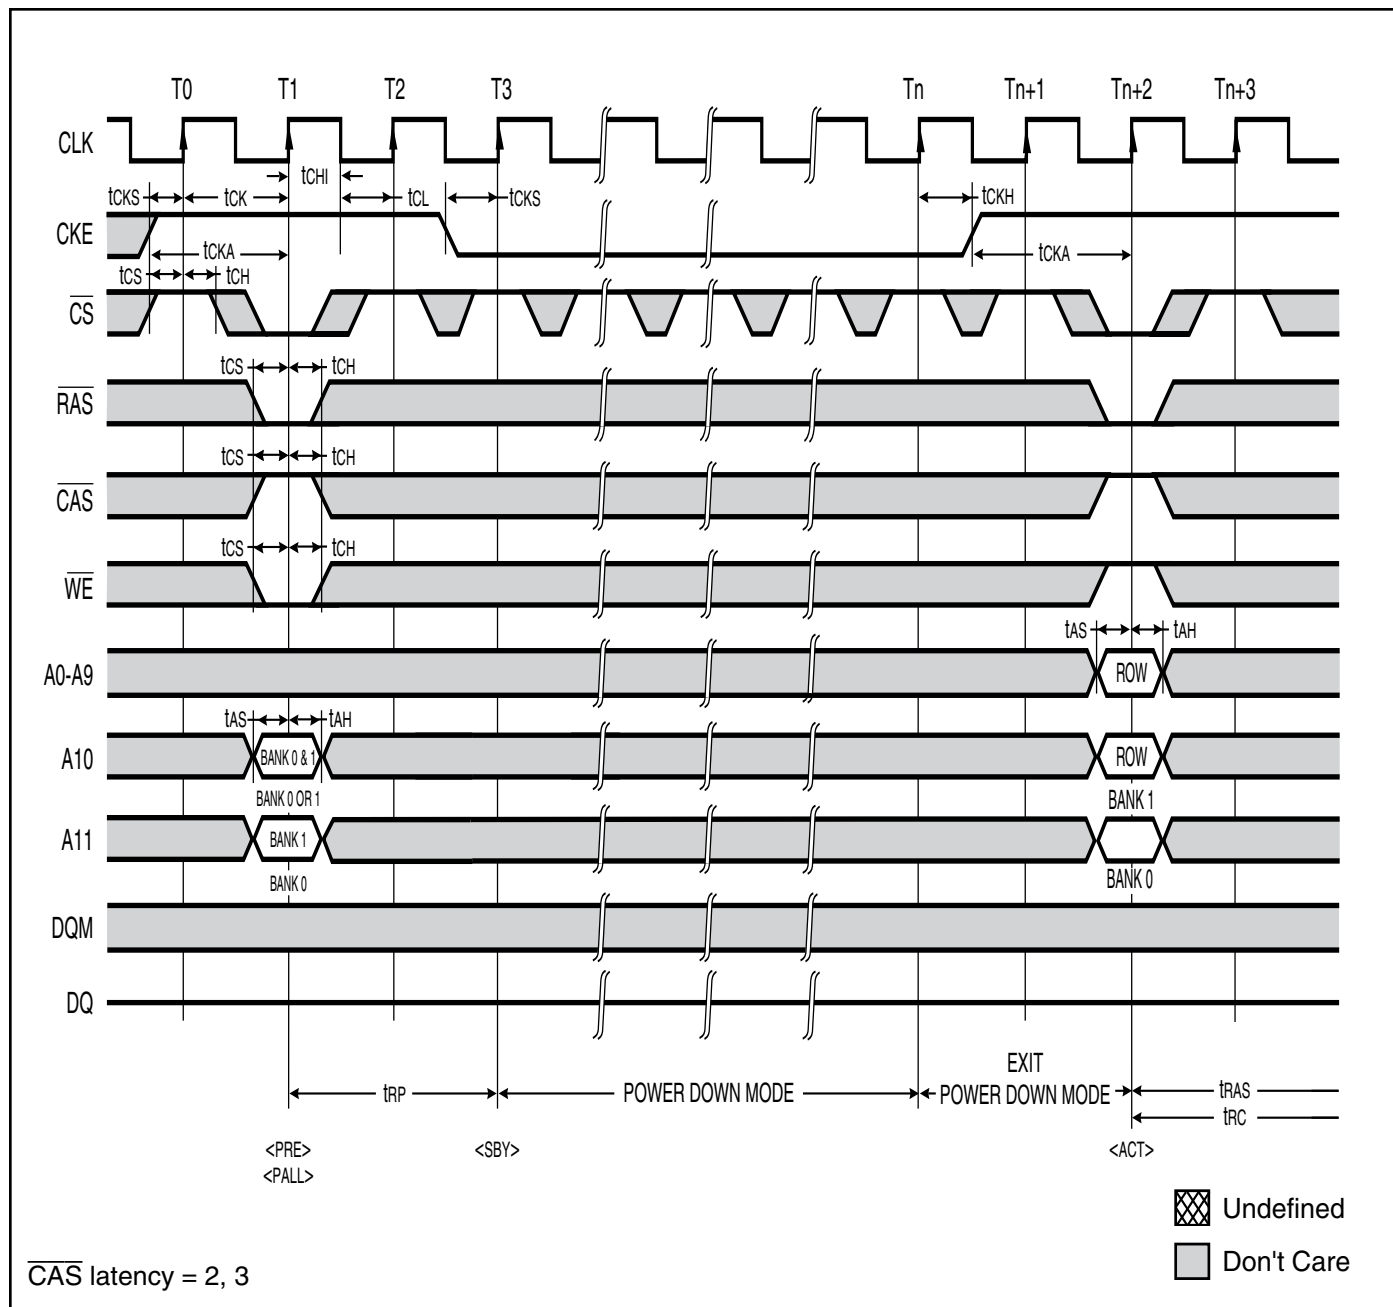 T0 T1 T2 T3 Tn Tn+1 Tn+2 Tn+3
CLK
tCHI
tCKS tCK tCL tCKS tCKH
CKE
tCKA tCKA
tCS tCH
CS
tCS tCH
RAS
tCS tCH
CAS
tCS tCH
WE
tAS tAH
A0-A9 ROW
tAS tAH
A10 BANK 0 & 1 ROW
BANK 0 OR 1 BANK 1
A11 BANK 1
BANK 0 BANK 0
DQM
DQ
EXIT
tRP POWER DOWN MODE POWER DOWN MODE tRAS
tRC
<PRE> <SBY> <ACT>
<PALL>
Undefined
Don't Care
CAS latency = 2, 3